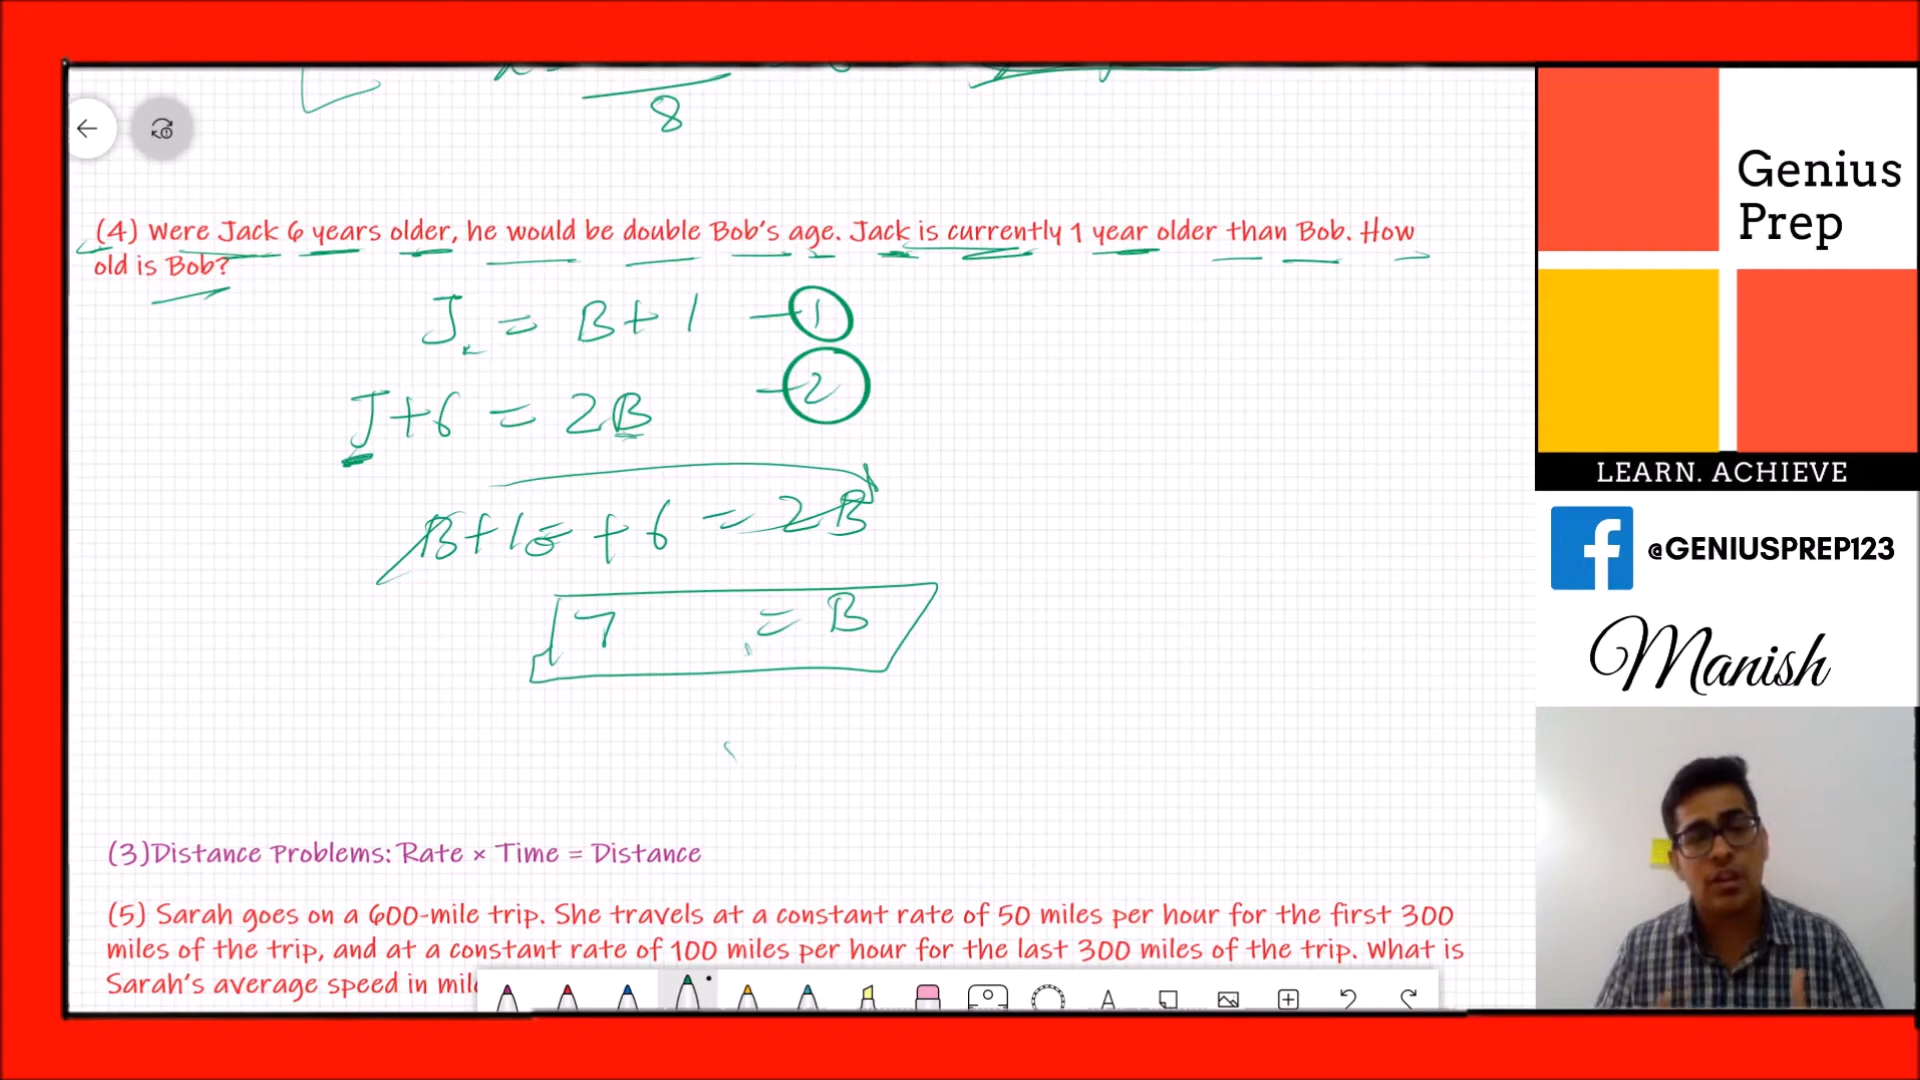 8
(4) Were Jack 6 years older, he would be double Bob's age. Jack is currently 1 year older than Bob. How
old is Bob?
J = B + 1 - 1
J + 6 = 2B - 2
B + 1 + 6 = 2B
7 = B
(3)Distance Problems: Rate × Time = Distance
(5) Sarah goes on a 600-mile trip. She travels at a constant rate of 50 miles per hour for the first 300
miles of the trip, and at a constant rate of 100 miles per hour for the last 300 miles of the trip. What is
Sarah's average speed in
A
Genius
Prep
LEARN. ACHIEVE
f @GENIUSPREP123
Manish